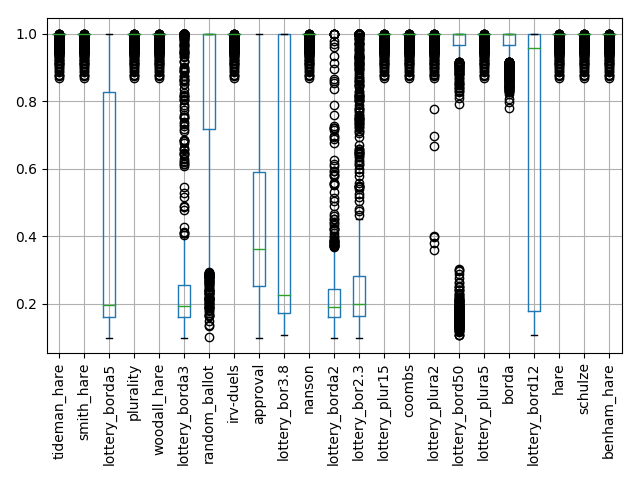 1.0
0.8
0.6
0.4
0.2
tideman_hare
smith_hare
lottery_borda5
plurality
woodall_hare
lottery_borda3
random_ballot
irv-duels
approval
lottery_bor3.8
nanson
lottery_borda2
lottery_bor2.3
lottery_plur15
coombs
lottery_plura2
lottery_bord50
lottery_plura5
borda
lottery_bord12
hare
schulze
benham_hare